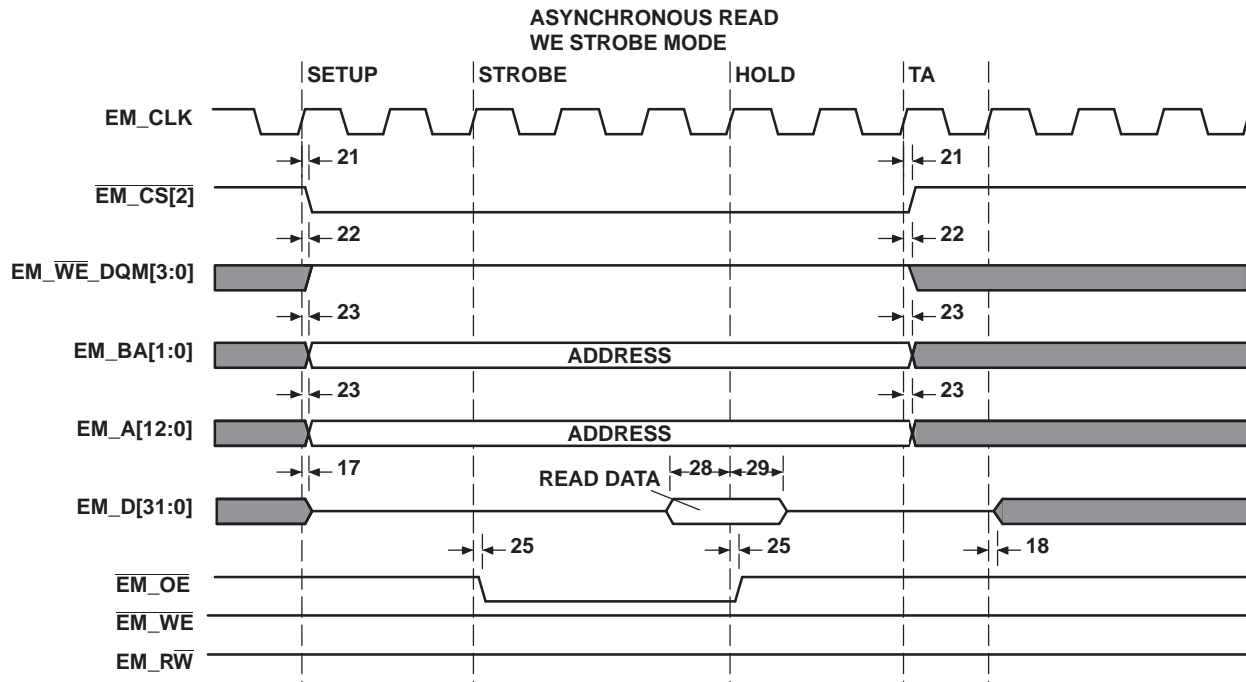 ASYNCHRONOUS READ
WE STROBE MODE
SETUP STROBE HOLD TA
EM_CLK
21 21
EM_CS[2]
22 22
EM_WE_DQM[3:0]
23 23
EM_BA[1:0] ADDRESS
23 23
EM_A[12:0] ADDRESS
17 READ DATA 28 29
EM_D[31:0]
25 25 18
EM_OE
EM_WE
EM_RW